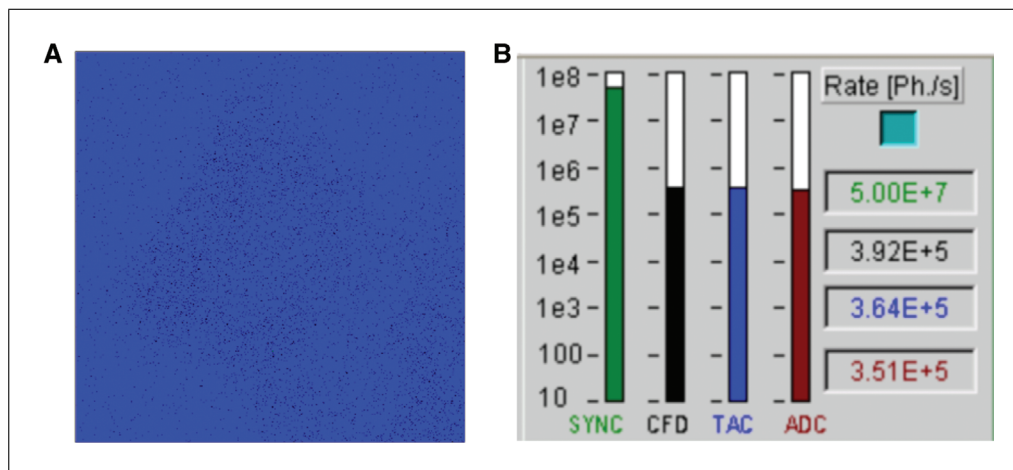 A
B
1e8
Rate [Ph./s]
1e7
1e6
5.00E+7
1e5
3.92E+5
1e4
3.64E+5
1e3
100
3.51E+5
10
SYNC CFD TAC ADC